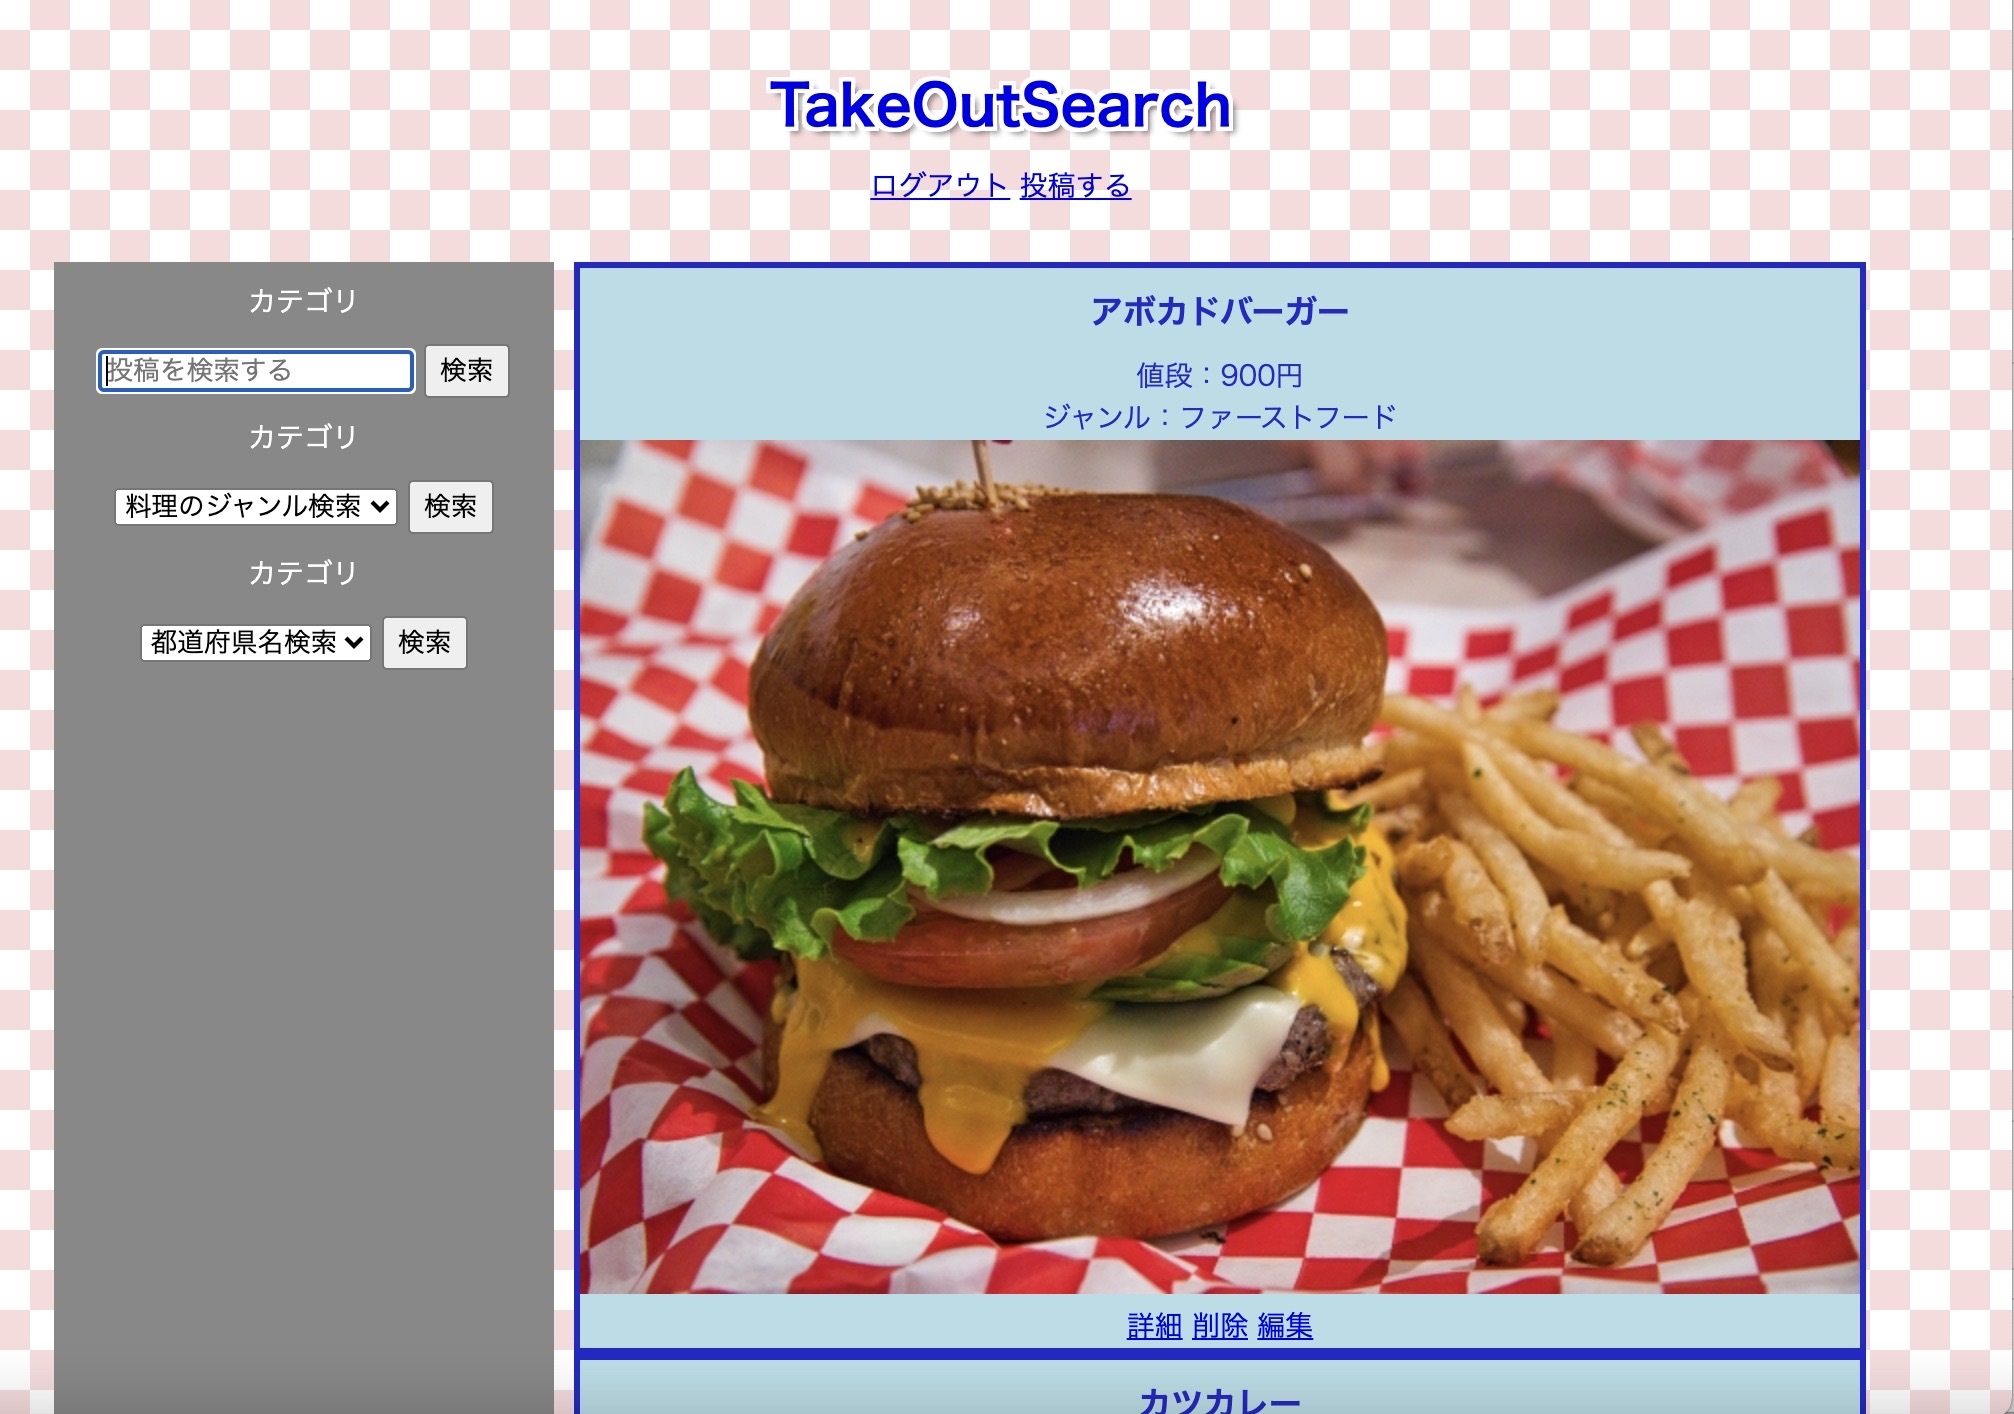 TakeOutSearch
ログアウト 投稿する
カテゴリ
投稿を検索する 検索
カテゴリ
料理のジャンル検索 検索
カテゴリ
都道府県名検索 検索
アボカドバーガー
値段：900円
ジャンル：ファーストフード
詳細 削除 編集
カツカレー